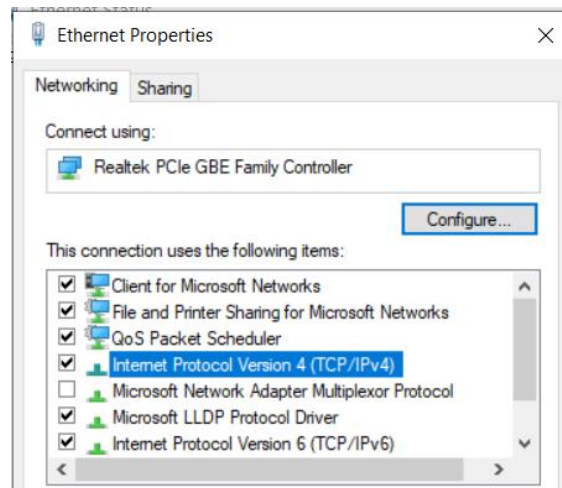 Ethernet Status
Ethernet Properties
Networking
Sharing
Connect using:
Realtek PCIe GBE Family Controller
Configure...
This connection uses the following items:
Client for Microsoft Networks
File and Printer Sharing for Microsoft Networks
QoS Packet Scheduler
Internet Protocol Version 4 (TCP/IPv4)
Microsoft Network Adapter Multiplexor Protocol
Microsoft LLDP Protocol Driver
Internet Protocol Version 6 (TCP/IPv6)